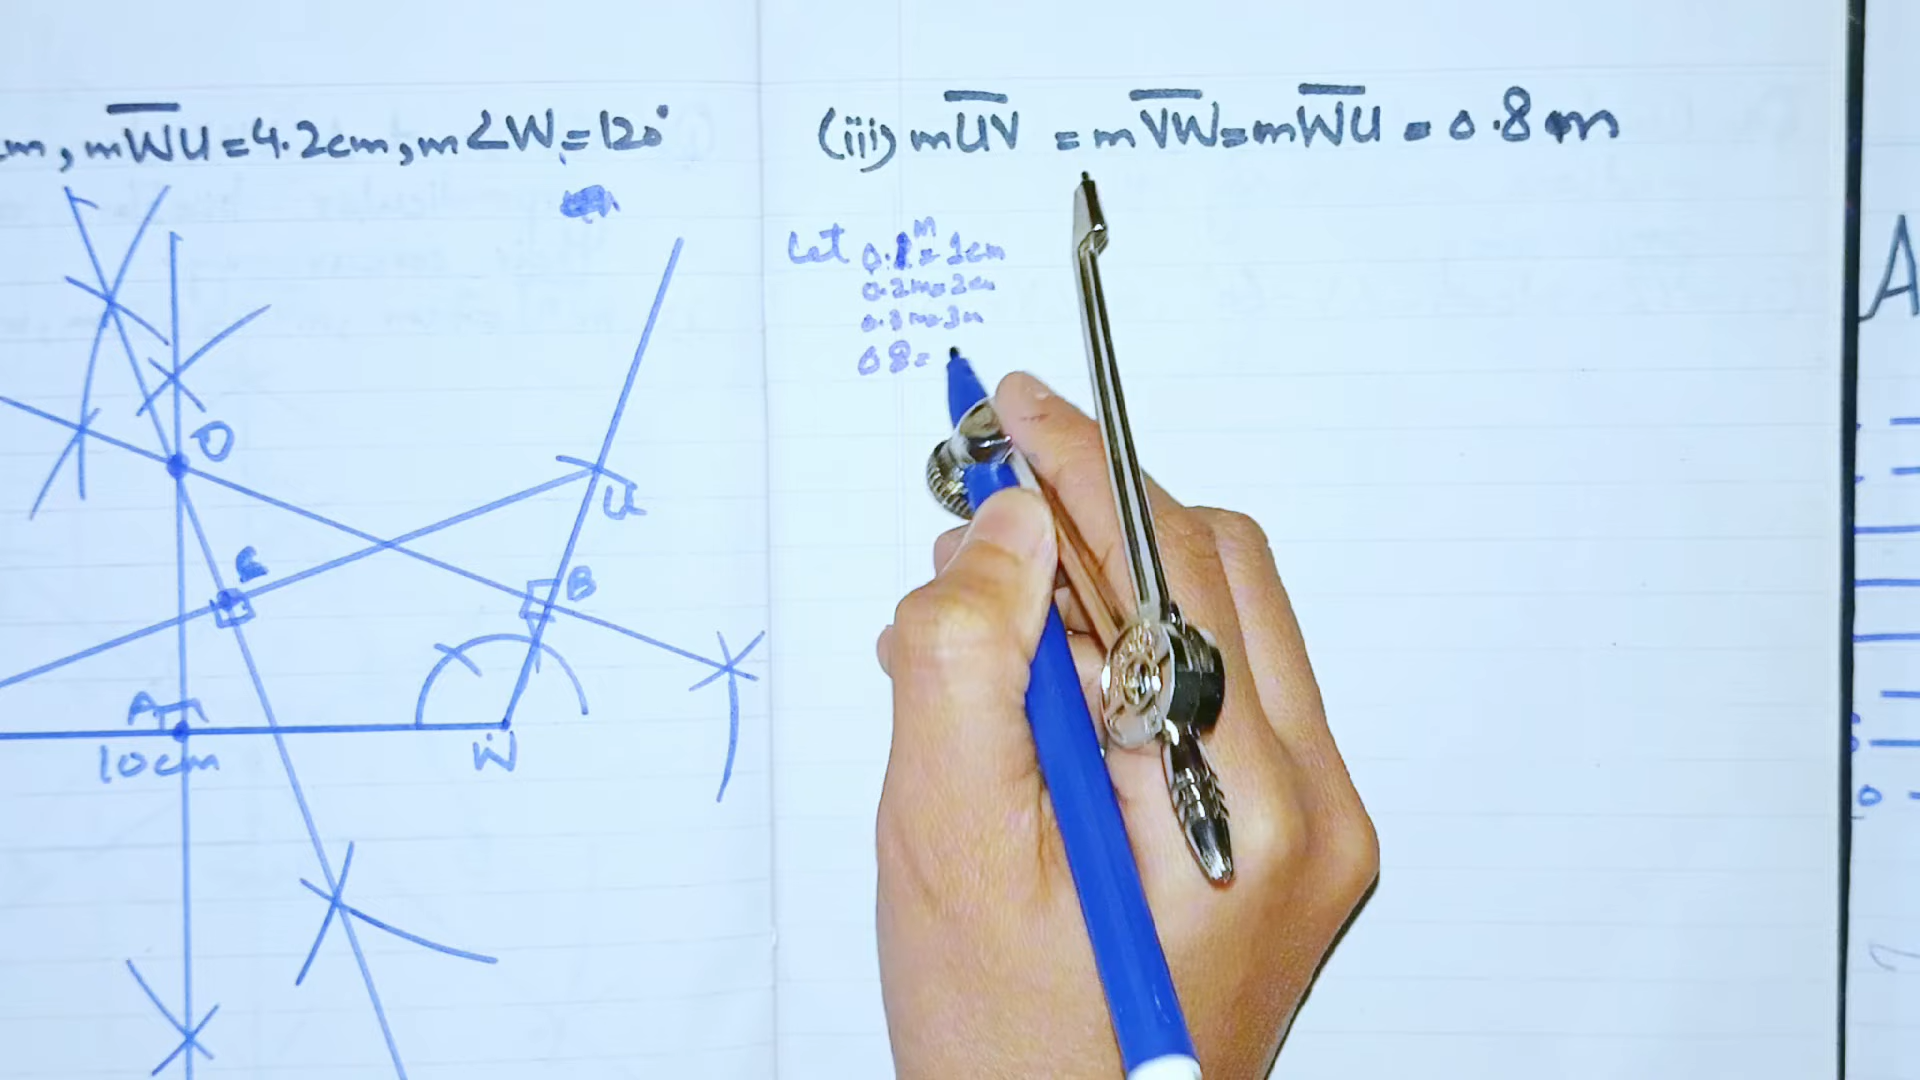 m, mWU = 4.2cm, m∠W = 120°
(iii) mUV = mVW = mWU = 0.8 m
Let 0.1m = 1cm
0.2m = 2cm
0.3m = 3m
0 8 =
O
U
C
B
A
10cm
W
A